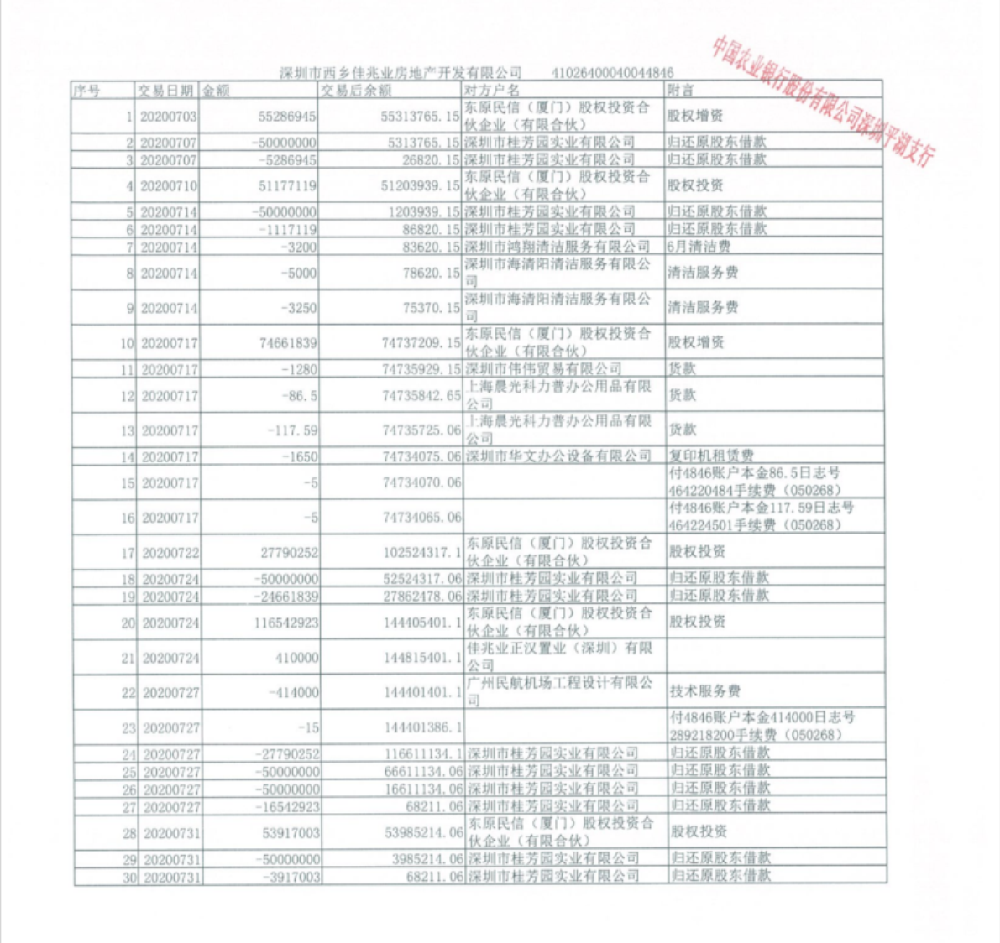 中国农业银行股份有限公司深圳平湖支行
深圳市西乡佳兆业房地产开发有限公司 41026400040044846
序号 交易日期 金额 交易后余额 对方户名 附言
1 20200703 55286945 55313765.15 东原民信（厦门）股权投资合
伙企业（有限合伙） 股权增资
2 20200707 -50000000 5313765.15 深圳市桂芳园实业有限公司 归还原股东借款
3 20200707 -5286945 26820.15 深圳市桂芳园实业有限公司 归还原股东借款
4 20200710 51177119 51203939.15 东原民信（厦门）股权投资合
伙企业（有限合伙） 股权投资
5 20200714 -50000000 1203939.15 深圳市桂芳园实业有限公司 归还原股东借款
6 20200714 -1117119 86820.15 深圳市桂芳园实业有限公司 归还原股东借款
7 20200714 -3200 83620.15 深圳市鸿翔清洁服务有限公司 6月清洁费
8 20200714 -5000 78620.15 深圳市海清阳清洁服务有限公
司 清洁服务费
9 20200714 -3250 75370.15 深圳市海清阳清洁服务有限公
司 清洁服务费
10 20200717 74661839 74737209.15 东原民信（厦门）股权投资合
伙企业（有限合伙） 股权增资
11 20200717 -1280 74735929.15 深圳市伟伟贸易有限公司 货款
12 20200717 -86.5 74735842.65 上海晨光科力普办公用品有限
公司 货款
13 20200717 -117.59 74735725.06 上海晨光科力普办公用品有限
公司 货款
14 20200717 -1650 74734075.06 深圳市华文办公设备有限公司 复印机租赁费
15 20200717 -5 74734070.06 付4846账户本金86.5日志号
464220484手续费（050268）
16 20200717 -5 74734065.06 付4846账户本金117.59日志号
464224501手续费（050268）
17 20200722 27790252 102524317.1 东原民信（厦门）股权投资合
伙企业（有限合伙） 股权投资
18 20200724 -50000000 52524317.06 深圳市桂芳园实业有限公司 归还原股东借款
19 20200724 -24661839 27862478.06 深圳市桂芳园实业有限公司 归还原股东借款
20 20200724 116542923 144405401.1 东原民信（厦门）股权投资合
伙企业（有限合伙） 股权投资
21 20200724 410000 144815401.1 佳兆业正汉置业（深圳）有限
公司
22 20200727 -414000 144401401.1 广州民航机场工程设计有限公
司 技术服务费
23 20200727 -15 144401386.1 付4846账户本金414000日志号
289218200手续费（050268）
24 20200727 -27790252 116611134.1 深圳市桂芳园实业有限公司 归还原股东借款
25 20200727 -50000000 66611134.06 深圳市桂芳园实业有限公司 归还原股东借款
26 20200727 -50000000 16611134.06 深圳市桂芳园实业有限公司 归还原股东借款
27 20200727 -16542923 68211.06 深圳市桂芳园实业有限公司 归还原股东借款
28 20200731 53917003 53985214.06 东原民信（厦门）股权投资合
伙企业（有限合伙） 股权投资
29 20200731 -50000000 3985214.06 深圳市桂芳园实业有限公司 归还原股东借款
30 20200731 -3917003 68211.06 深圳市桂芳园实业有限公司 归还原股东借款